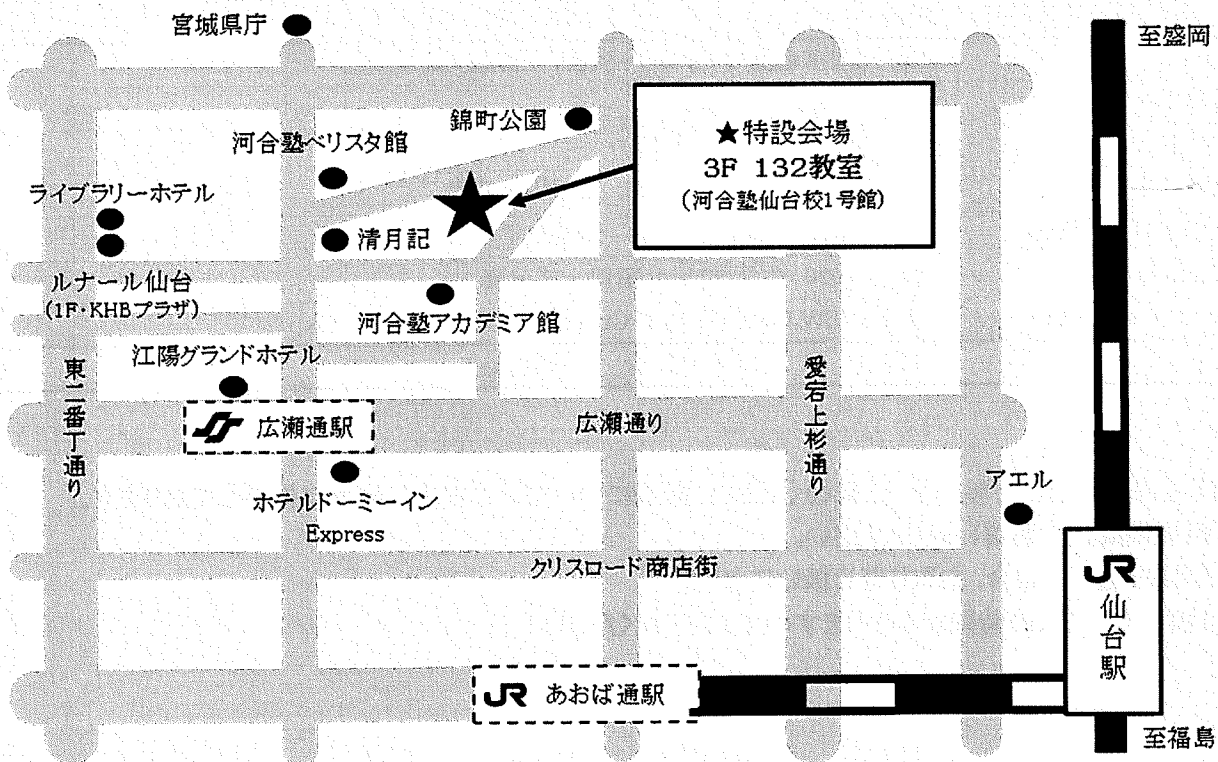 宮城県庁
至盛岡
錦町公園
河合塾ベリスタ館
★特設会場
3F 132教室
(河合塾仙台校1号館)
ライブラリーホテル
清月記
ルナール仙台
(1F・KHBプラザ)
河合塾アカデミア館
江陽グランドホテル
東二番丁通り
愛宕上杉通り
広瀬通駅
広瀬通り
ホテルドーミーイン
Express
アエル
クリスロード商店街
JR
仙台駅
JR あおば通駅
至福島